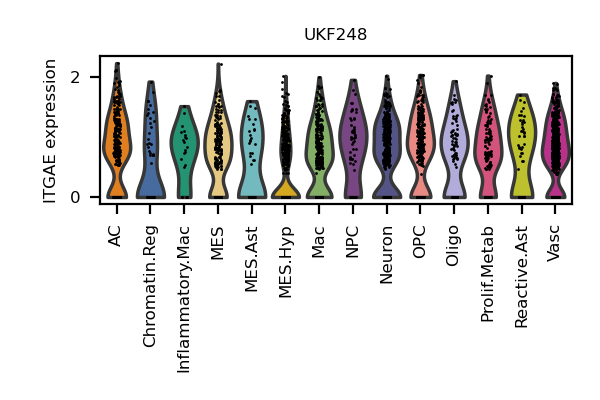 UKF248
ITGAE expression
2
0
AC
Chromatin.Reg
Inflammatory.Mac
MES
MES.Ast
MES.Hyp
Mac
NPC
Neuron
OPC
Oligo
Prolif.Metab
Reactive.Ast
Vasc